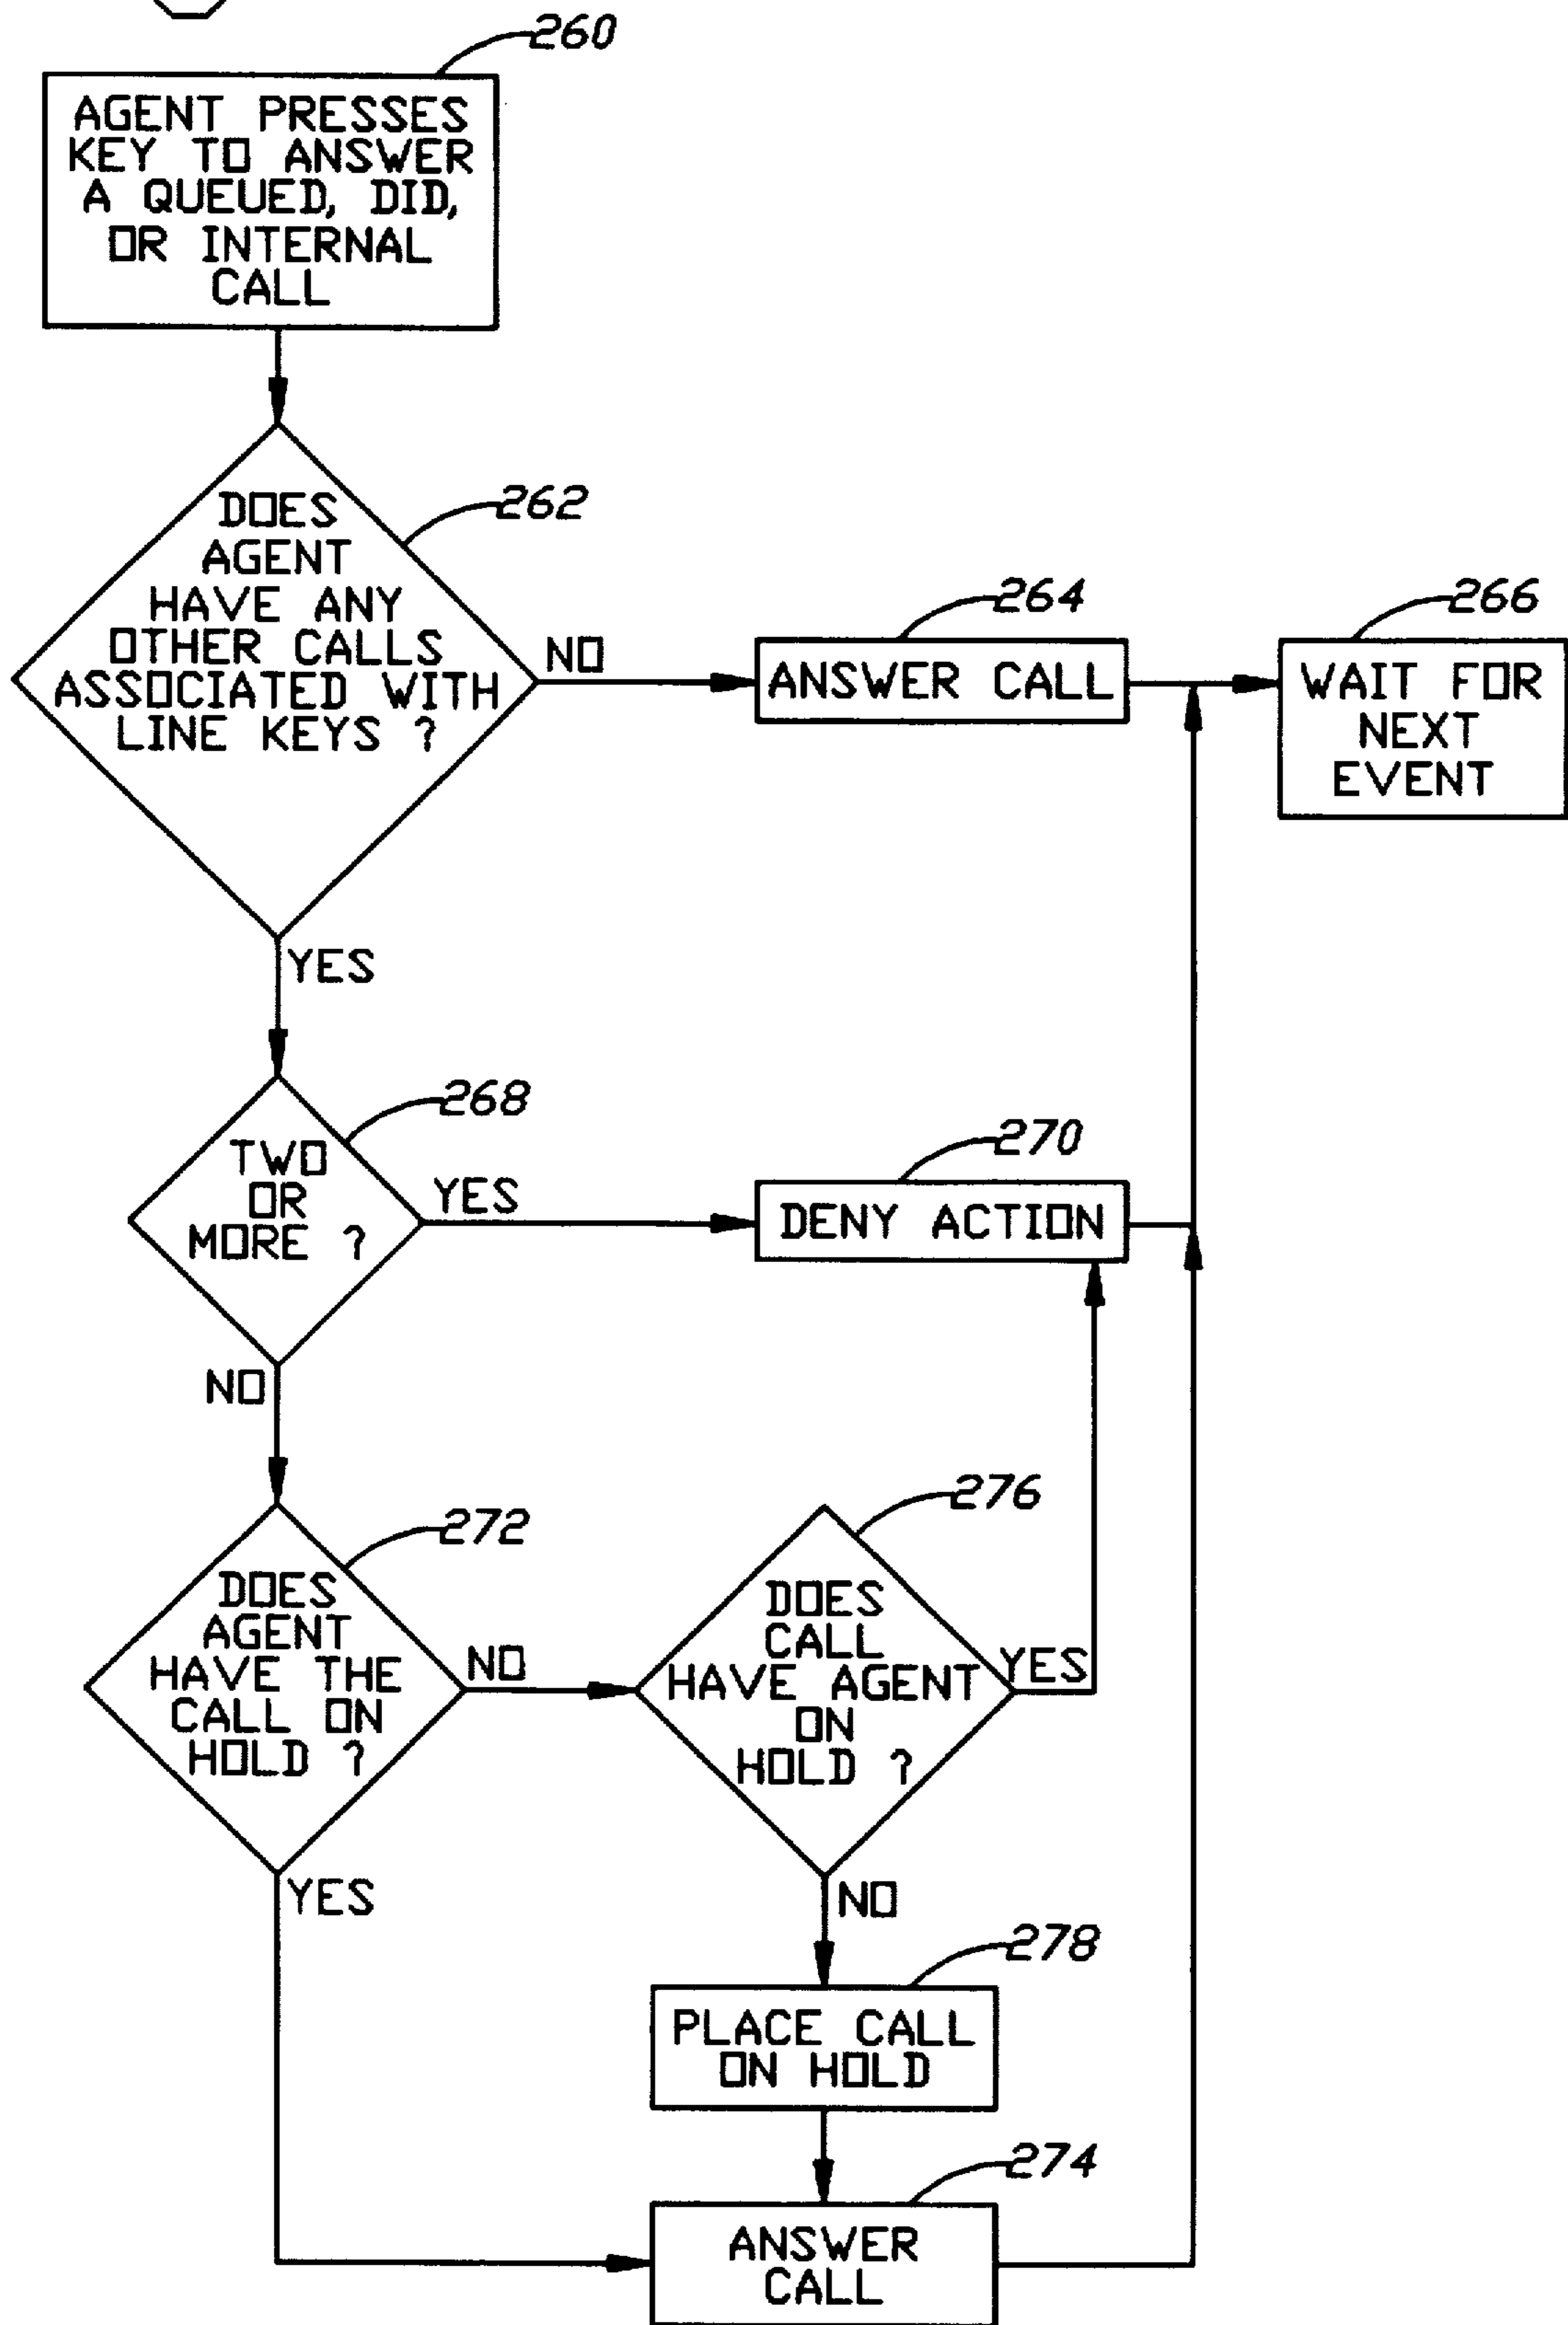 260
AGENT PRESSES
KEY TO ANSWER
A QUEUED, DID,
OR INTERNAL
CALL
262
DOES
AGENT
HAVE ANY
OTHER CALLS
ASSOCIATED WITH
LINE KEYS ?
NO
264
ANSWER CALL
266
WAIT FOR
NEXT
EVENT
YES
268
TWO
OR
MORE ?
YES
270
DENY ACTION
NO
272
DOES
AGENT
HAVE THE
CALL ON
HOLD ?
NO
276
DOES
CALL
HAVE AGENT
ON
HOLD ?
YES
YES
NO
278
PLACE CALL
ON HOLD
274
ANSWER
CALL